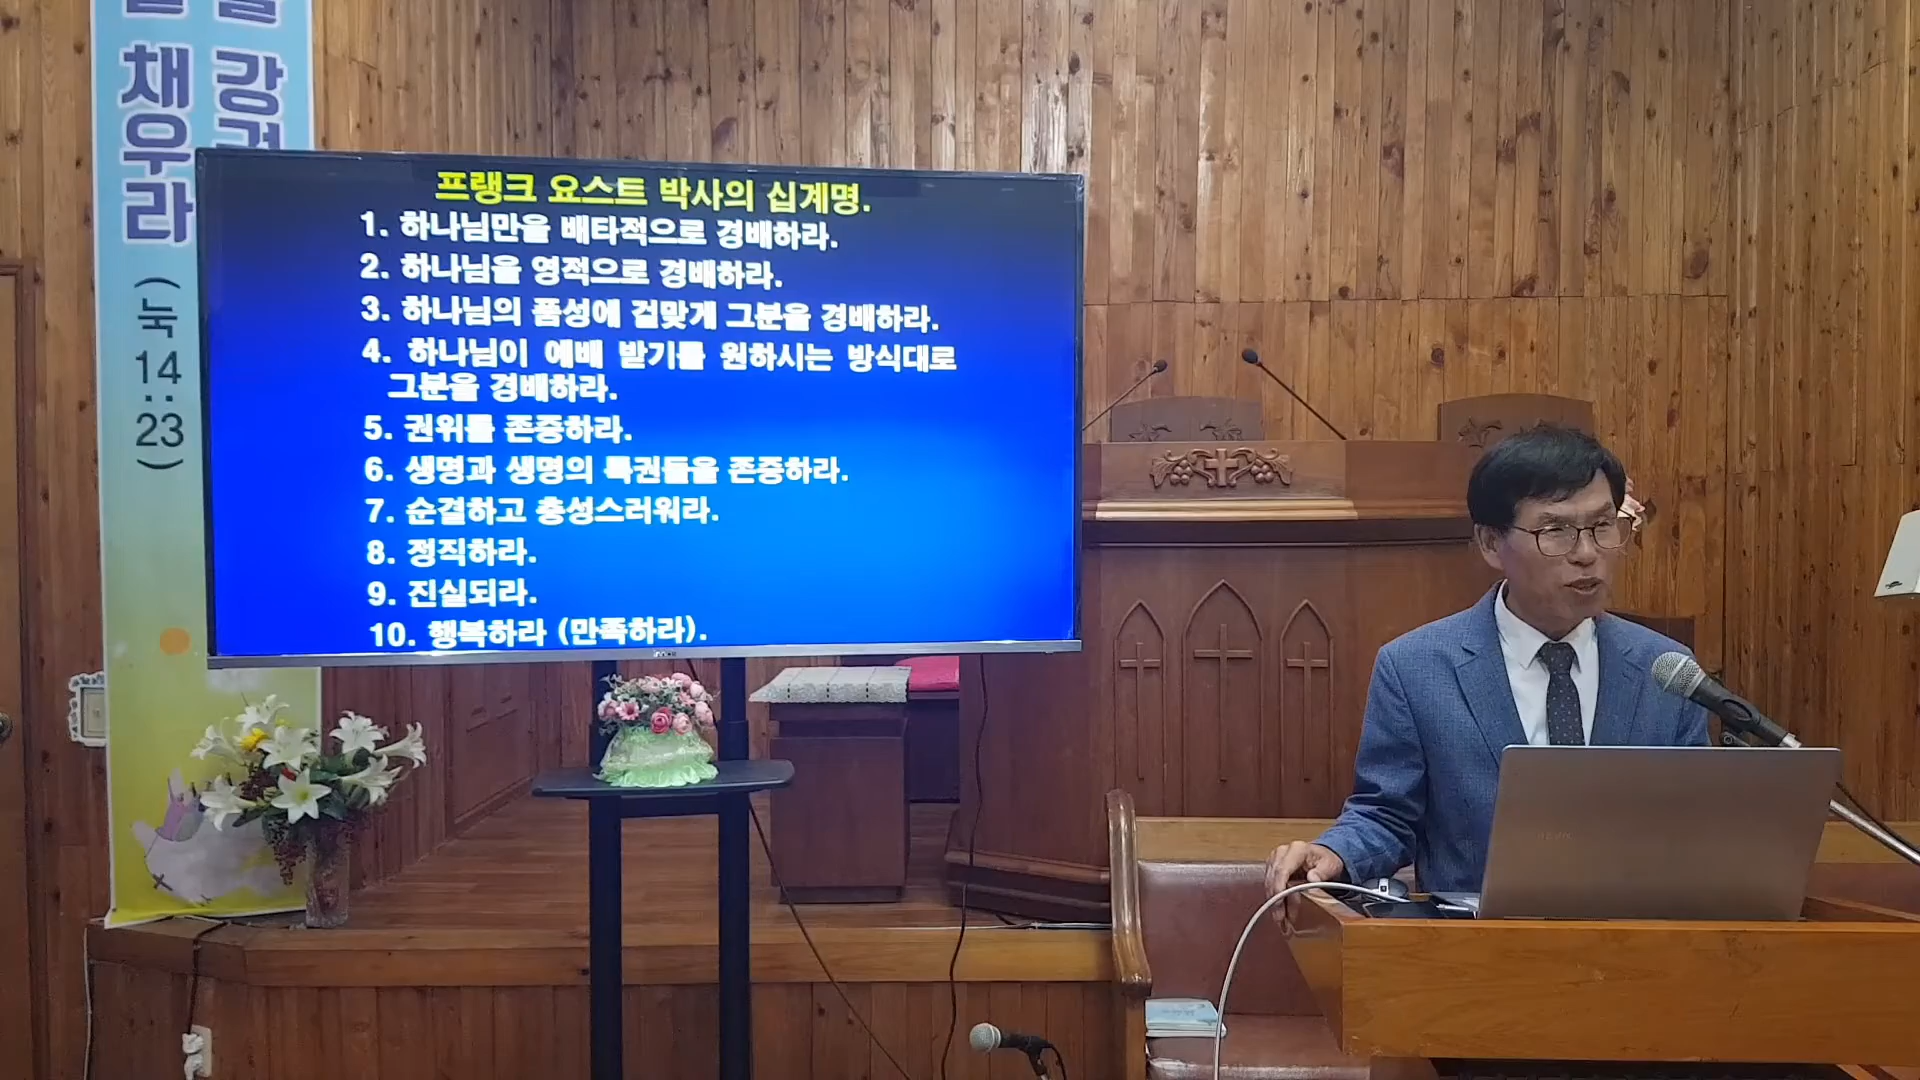 강권
채우라
(눅
14:23)
프랭크 요스트 박사의 십계명.
1. 하나님만을 배타적으로 경배하라.
2. 하나님을 영적으로 경배하라.
3. 하나님의 품성에 걸맞게 그분을 경배하라.
4. 하나님이 예배 받기를 원하시는 방식대로
그분을 경배하라.
5. 권위를 존중하라.
6. 생명과 생명의 특권들을 존중하라.
7. 순결하고 충성스러워라.
8. 정직하라.
9. 진실되라.
10. 행복하라 (만족하라).